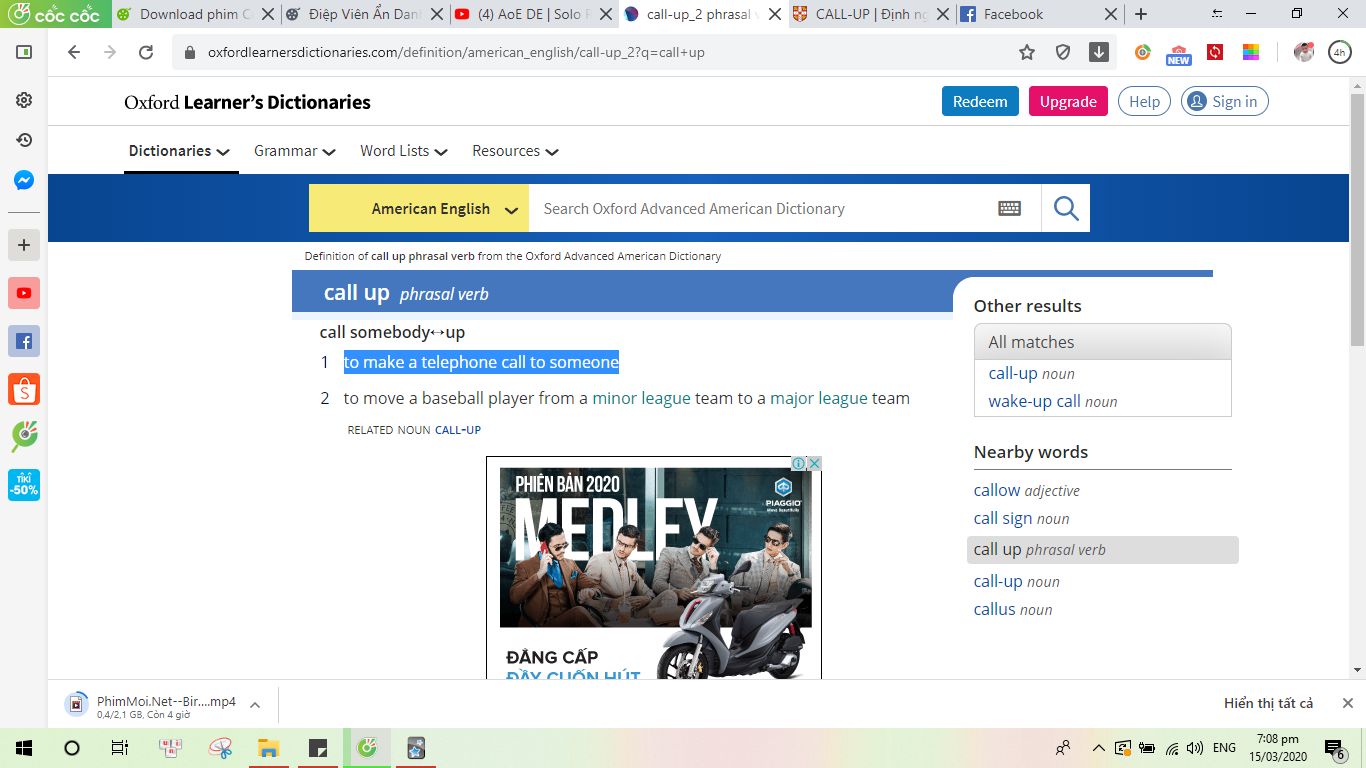 cốc cốc
Download phim C
Điệp Viên Ẩn Dan
(4) AoE DE | Solo
call-up_2 phrasal v
CALL-UP | Định ng
Facebook
oxfordlearnersdictionaries.com/definition/american_english/call-up_2?q=call+up
NEW
4h
Oxford Learner's Dictionaries
Redeem
Upgrade
Help
Sign in
Dictionaries
Grammar
Word Lists
Resources
American English
Search Oxford Advanced American Dictionary
Definition of call up phrasal verb from the Oxford Advanced American Dictionary
call up phrasal verb
call somebody↔up
1 to make a telephone call to someone
2 to move a baseball player from a minor league team to a major league team
RELATED NOUN CALL-UP
Other results
All matches
call-up noun
wake-up call noun
Nearby words
callow adjective
call sign noun
call up phrasal verb
call-up noun
callus noun
PHIÊN BẢN 2020
MEDLEY
PIAGGIO
ĐẲNG CẤP
ĐẦY CUỐN HÚT
TIKI
-50%
PhimMoi.Net--Bir....mp4
0,4/2,1 GB, Còn 4 giờ
Hiển thị tất cả
ENG
7:08 pm
15/03/2020
6